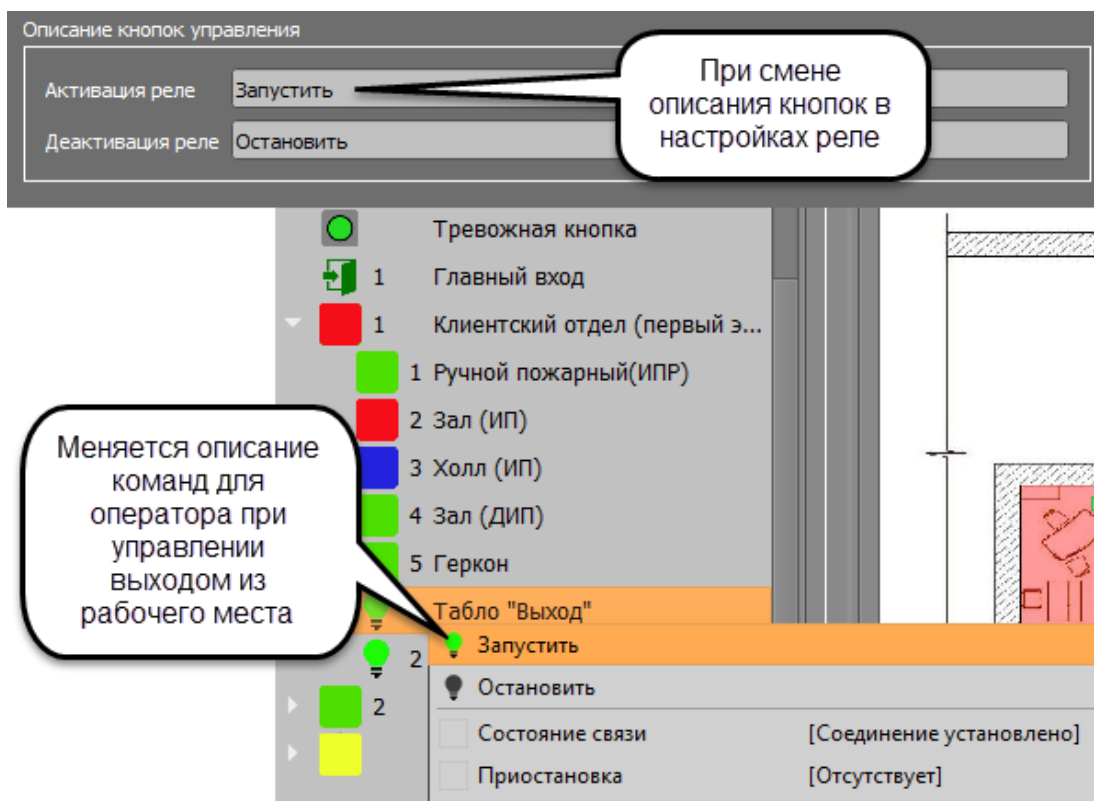 Описание кнопок управления
Активация реле Запустить
Деактивация реле Остановить
При смене
описания кнопок в
настройках реле
Тревожная кнопка
1 Главный вход
1 Клиентский отдел (первый э...
1 Ручной пожарный(ИПР)
2 Зал (ИП)
3 Холл (ИП)
4 Зал (ДИП)
5 Геркон
Меняется описание
команд для
оператора при
управлении
выходом из
рабочего места
Табло "Выход"
2
Запустить
Остановить
2
Состояние связи [Соединение установлено]
Приостановка [Отсутствует]